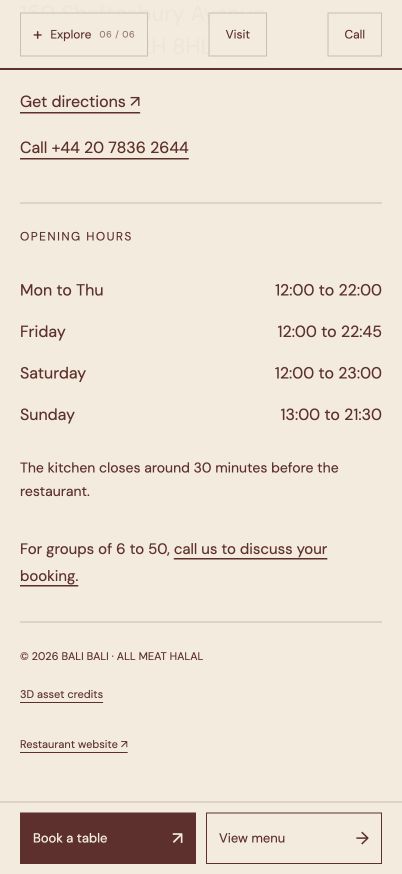 150 Shaftesbury Avenue
+ Explore 06 / 06
Visit
Call
Get directions ↗
Call +44 20 7836 2644
OPENING HOURS
Mon to Thu 12:00 to 22:00
Friday 12:00 to 22:45
Saturday 12:00 to 23:00
Sunday 13:00 to 21:30
The kitchen closes around 30 minutes before the
restaurant.
For groups of 6 to 50, call us to discuss your
booking.
© 2026 BALI BALI · ALL MEAT HALAL
3D asset credits
Restaurant website ↗
Book a table ↗
View menu →